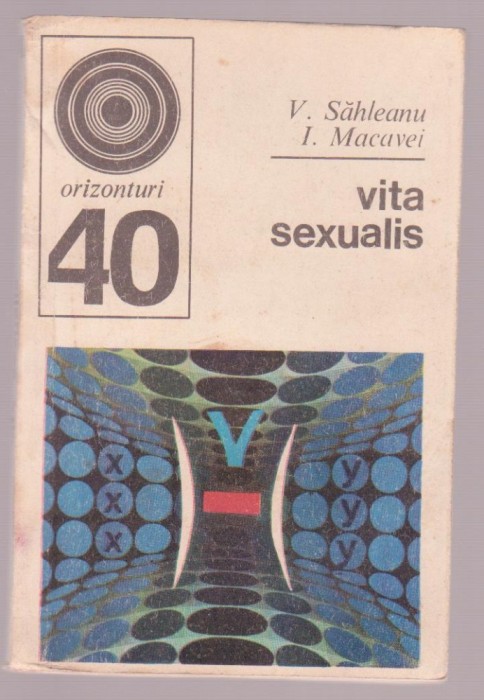 orizonturi
40
V. Săhleanu
I. Macavei
vita
sexualis
V
x y
x y
x y